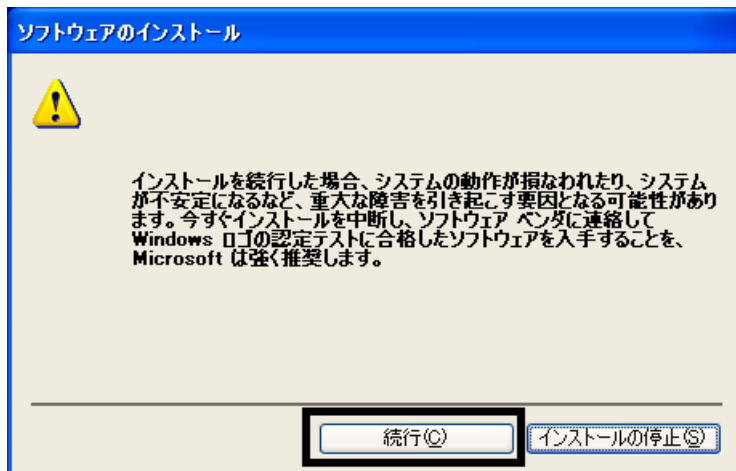 ソフトウェアのインストール
インストールを続行した場合、システムの動作が損なわれたり、システム
が不安定になるなど、重大な障害を引き起こす要因となる可能性があり
ます。今すぐインストールを中断し、ソフトウェア ベンダに連絡して
Windows ロゴの認定テストに合格したソフトウェアを入手することを、
Microsoft は強く推奨します。
続行(C)
インストールの停止(S)